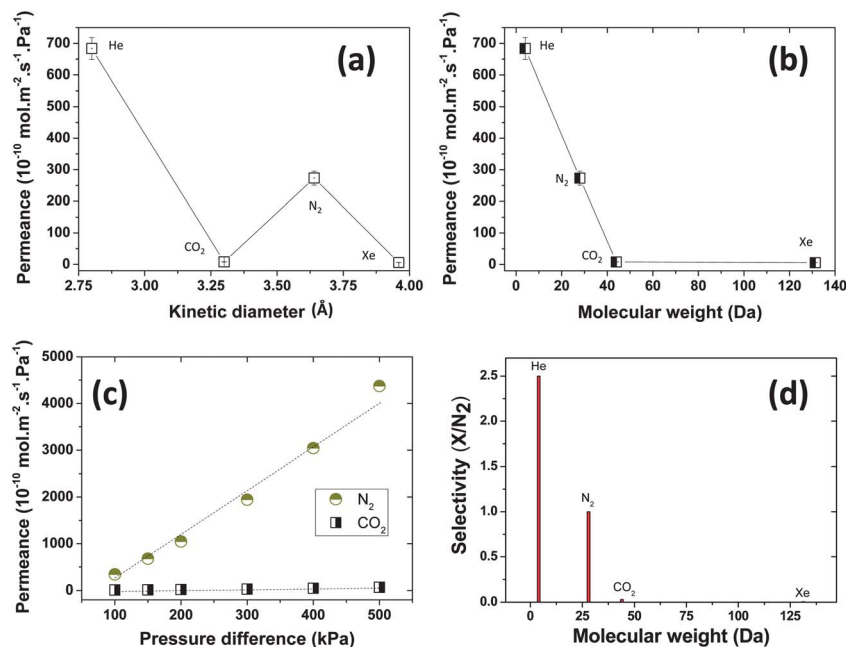 (a)
Permeance (10⁻¹⁰ mol.m⁻².s⁻¹.Pa⁻¹)
700
600
500
400
300
200
100
0
He
CO₂
N₂
Xe
2.75 3.00 3.25 3.50 3.75 4.00
Kinetic diameter (Å)
(b)
Permeance (10⁻¹⁰ mol.m⁻².s⁻¹.Pa⁻¹)
700
600
500
400
300
200
100
0
He
N₂
CO₂
Xe
0 20 40 60 80 100 120 140
Molecular weight (Da)
(c)
Permeance (10⁻¹⁰ mol.m⁻².s⁻¹.Pa⁻¹)
5000
4000
3000
2000
1000
0
N₂
CO₂
100 200 300 400 500
Pressure difference (kPa)
(d)
Selectivity (X/N₂)
2.5
2.0
1.5
1.0
0.5
0.0
He
N₂
CO₂
Xe
0 25 50 75 100 125
Molecular weight (Da)